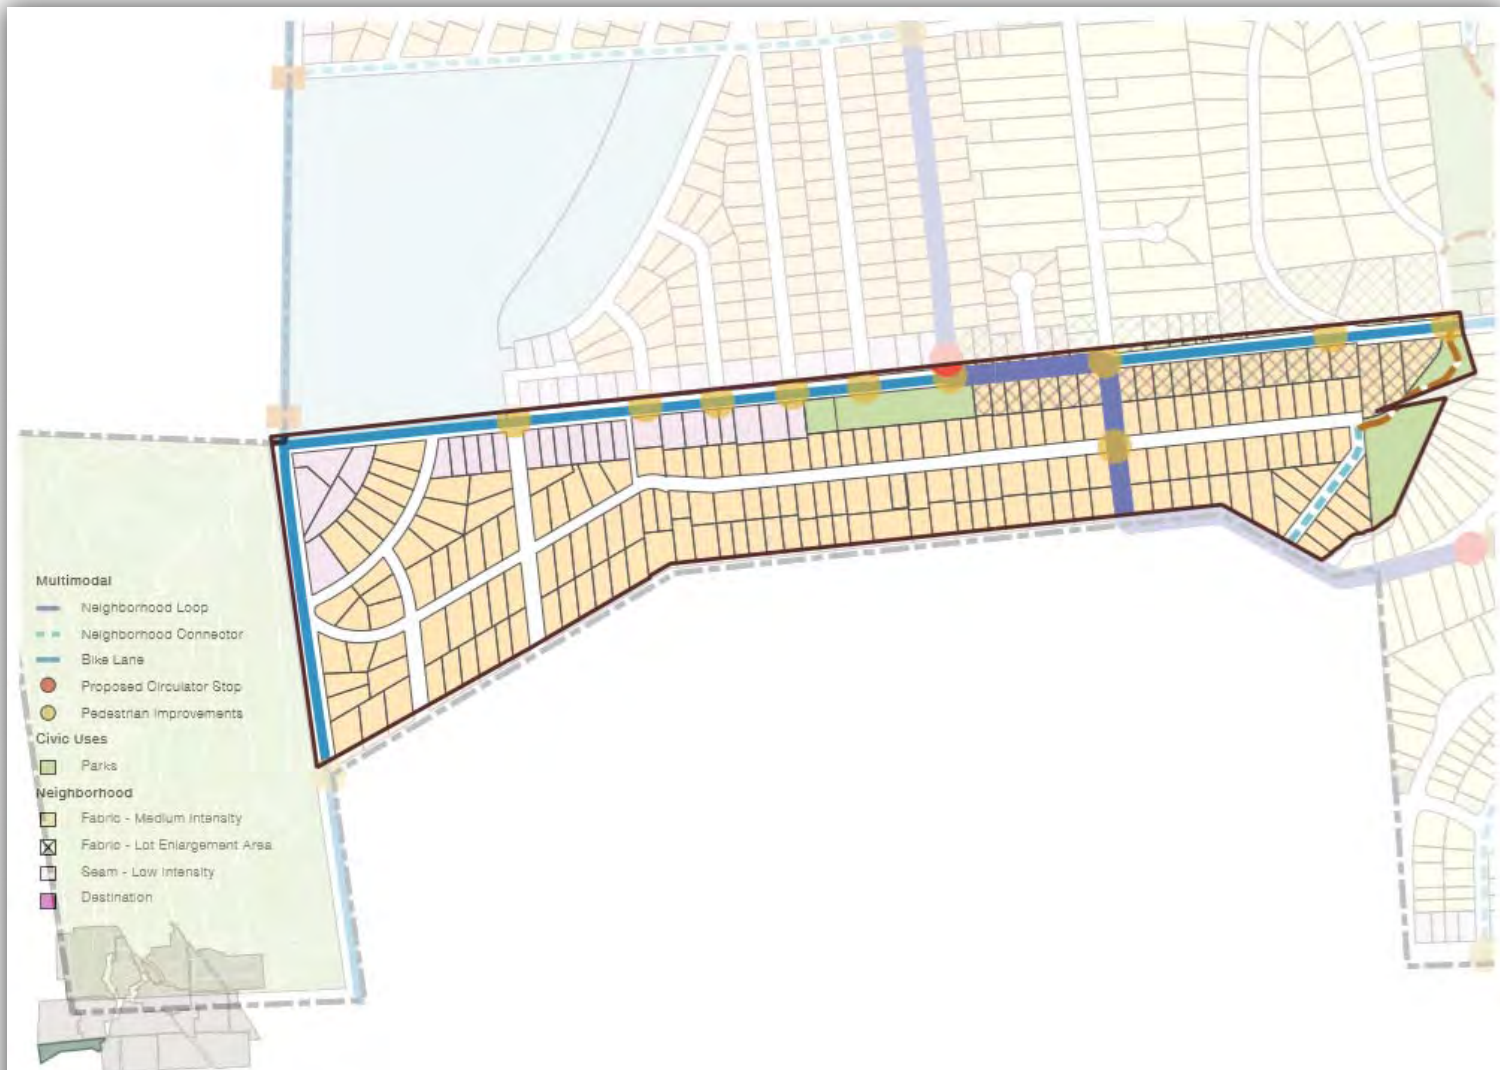 Multimodal
Neighborhood Loop
Neighborhood Connector
Bike Lane
Proposed Circulator Stop
Pedestrian Improvements
Civic Uses
Parks
Neighborhood
Fabric - Medium Intensity
Fabric - Lot Enlargement Area
Seam - Low Intensity
Destination